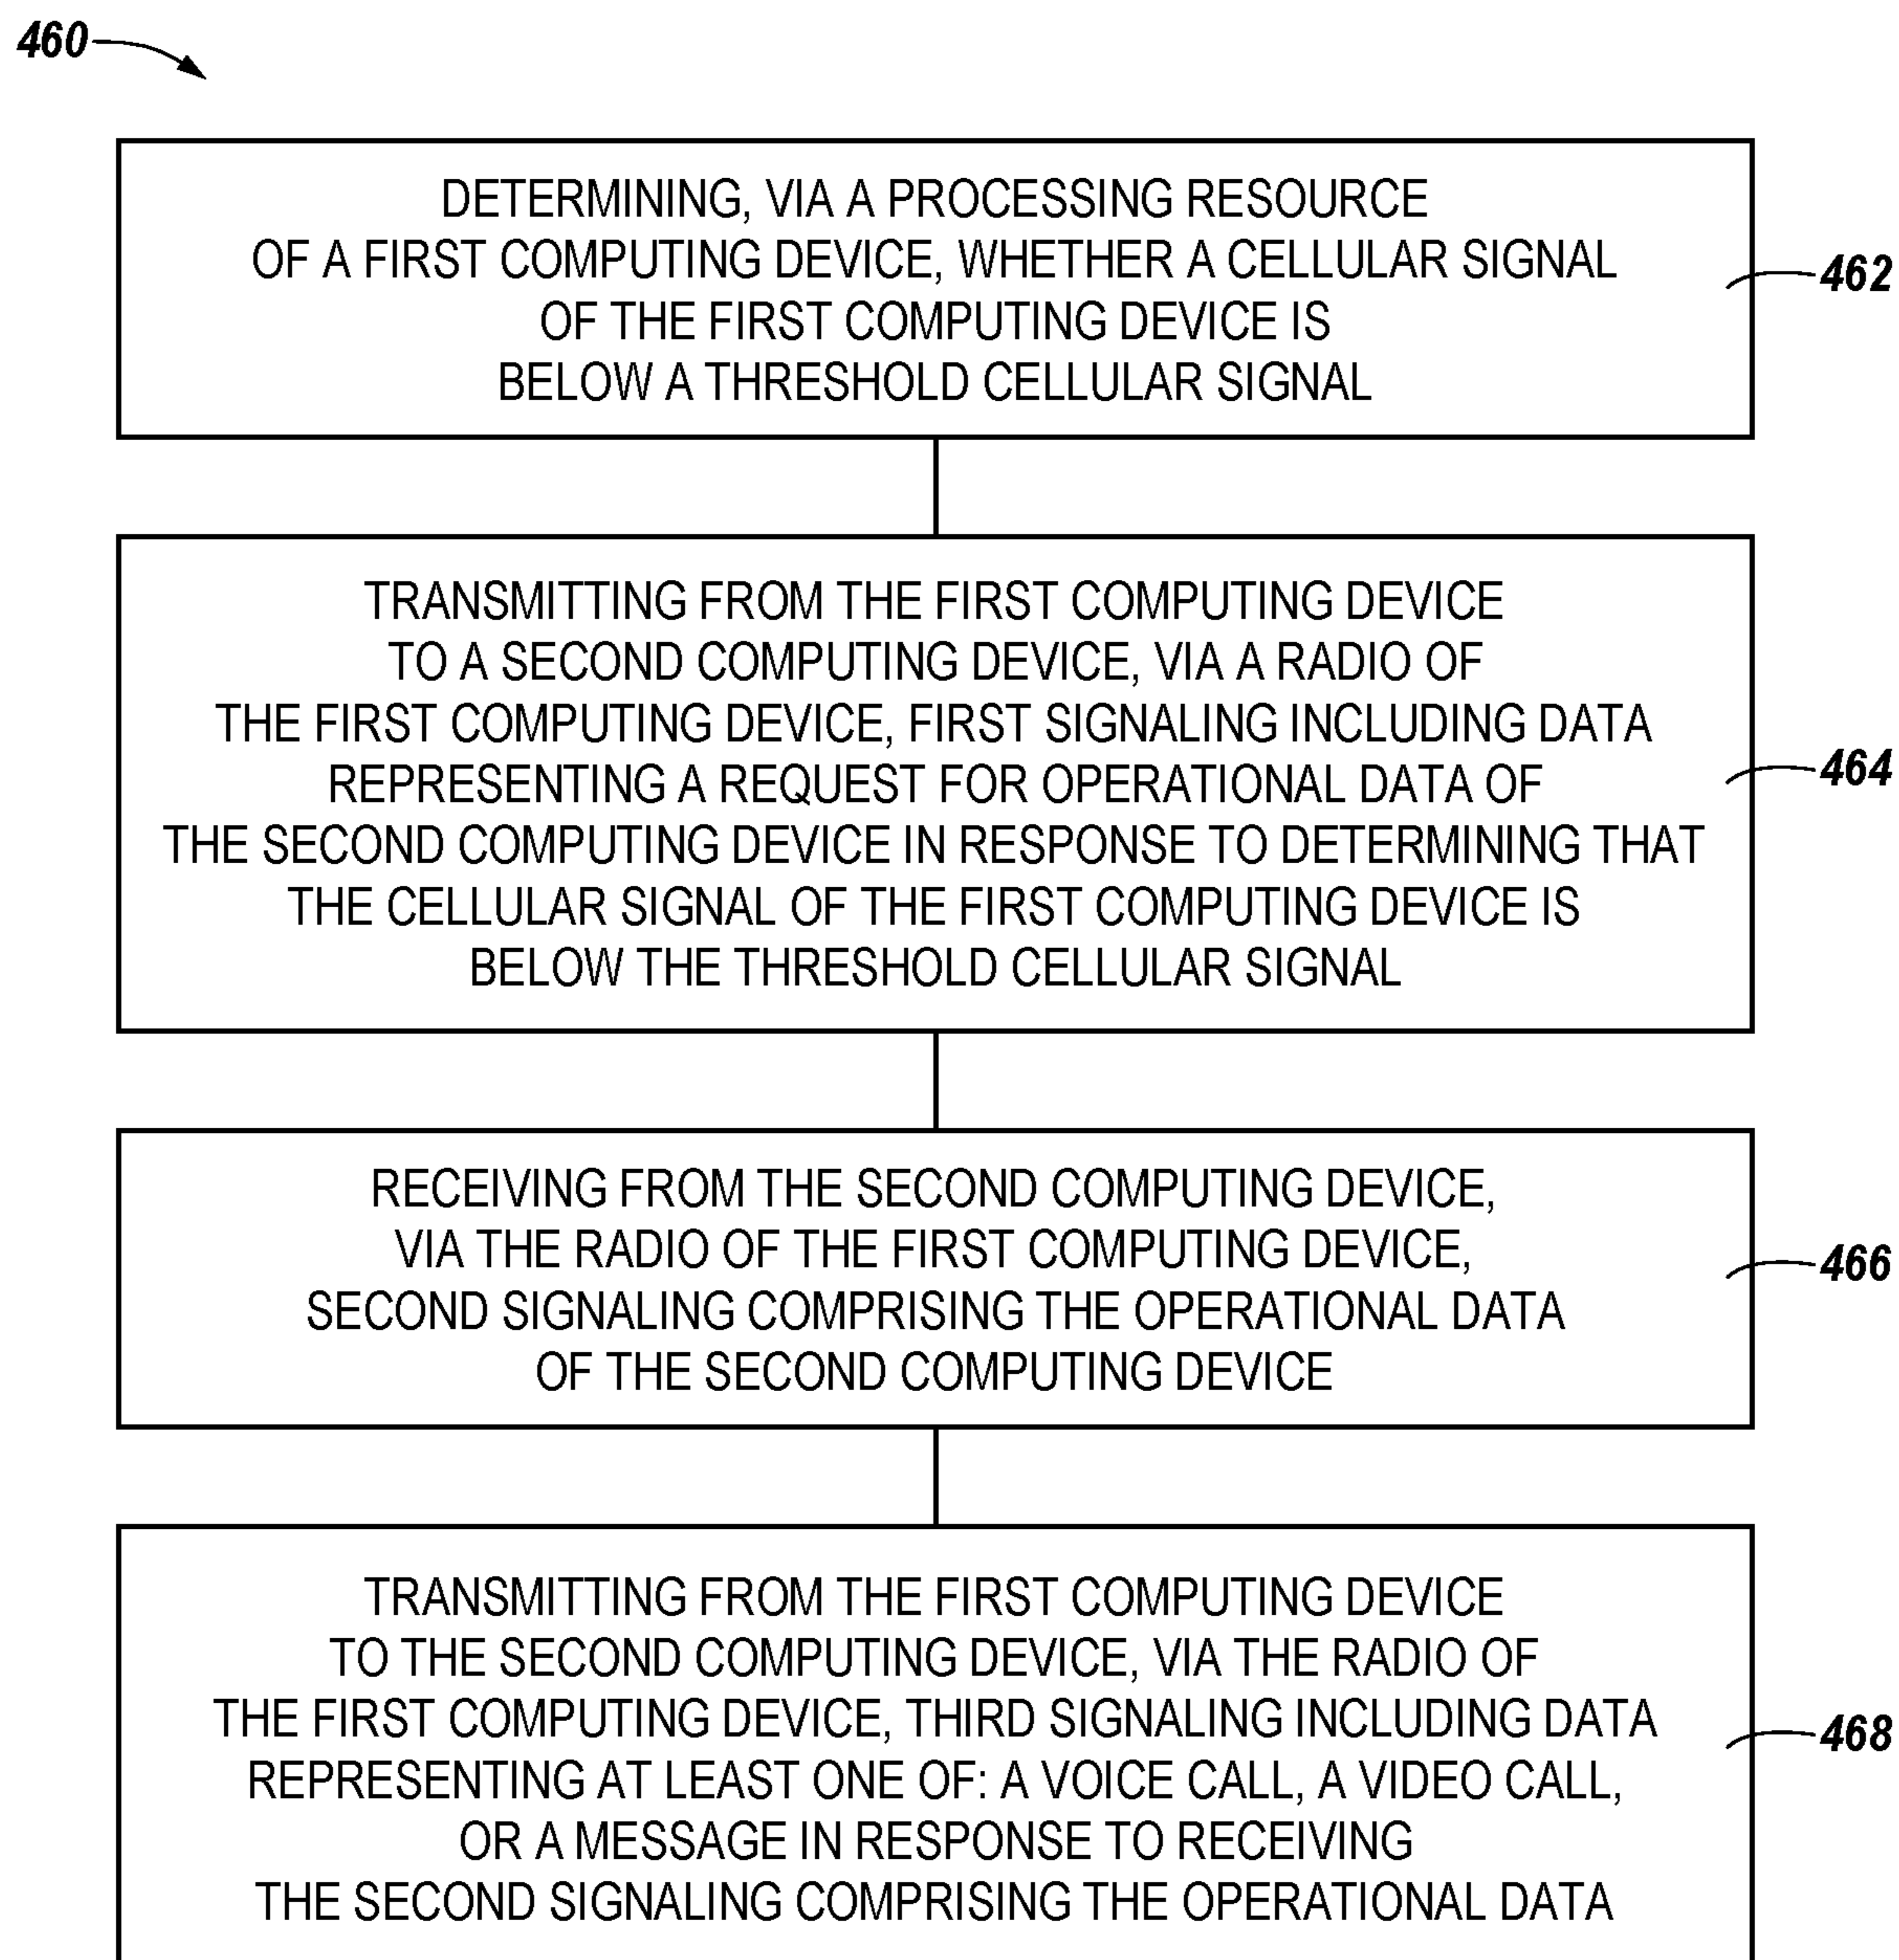 460
DETERMINING, VIA A PROCESSING RESOURCE
OF A FIRST COMPUTING DEVICE, WHETHER A CELLULAR SIGNAL
OF THE FIRST COMPUTING DEVICE IS
BELOW A THRESHOLD CELLULAR SIGNAL
462
TRANSMITTING FROM THE FIRST COMPUTING DEVICE
TO A SECOND COMPUTING DEVICE, VIA A RADIO OF
THE FIRST COMPUTING DEVICE, FIRST SIGNALING INCLUDING DATA
REPRESENTING A REQUEST FOR OPERATIONAL DATA OF
THE SECOND COMPUTING DEVICE IN RESPONSE TO DETERMINING THAT
THE CELLULAR SIGNAL OF THE FIRST COMPUTING DEVICE IS
BELOW THE THRESHOLD CELLULAR SIGNAL
464
RECEIVING FROM THE SECOND COMPUTING DEVICE,
VIA THE RADIO OF THE FIRST COMPUTING DEVICE,
SECOND SIGNALING COMPRISING THE OPERATIONAL DATA
OF THE SECOND COMPUTING DEVICE
466
TRANSMITTING FROM THE FIRST COMPUTING DEVICE
TO THE SECOND COMPUTING DEVICE, VIA THE RADIO OF
THE FIRST COMPUTING DEVICE, THIRD SIGNALING INCLUDING DATA
REPRESENTING AT LEAST ONE OF: A VOICE CALL, A VIDEO CALL,
OR A MESSAGE IN RESPONSE TO RECEIVING
THE SECOND SIGNALING COMPRISING THE OPERATIONAL DATA
468